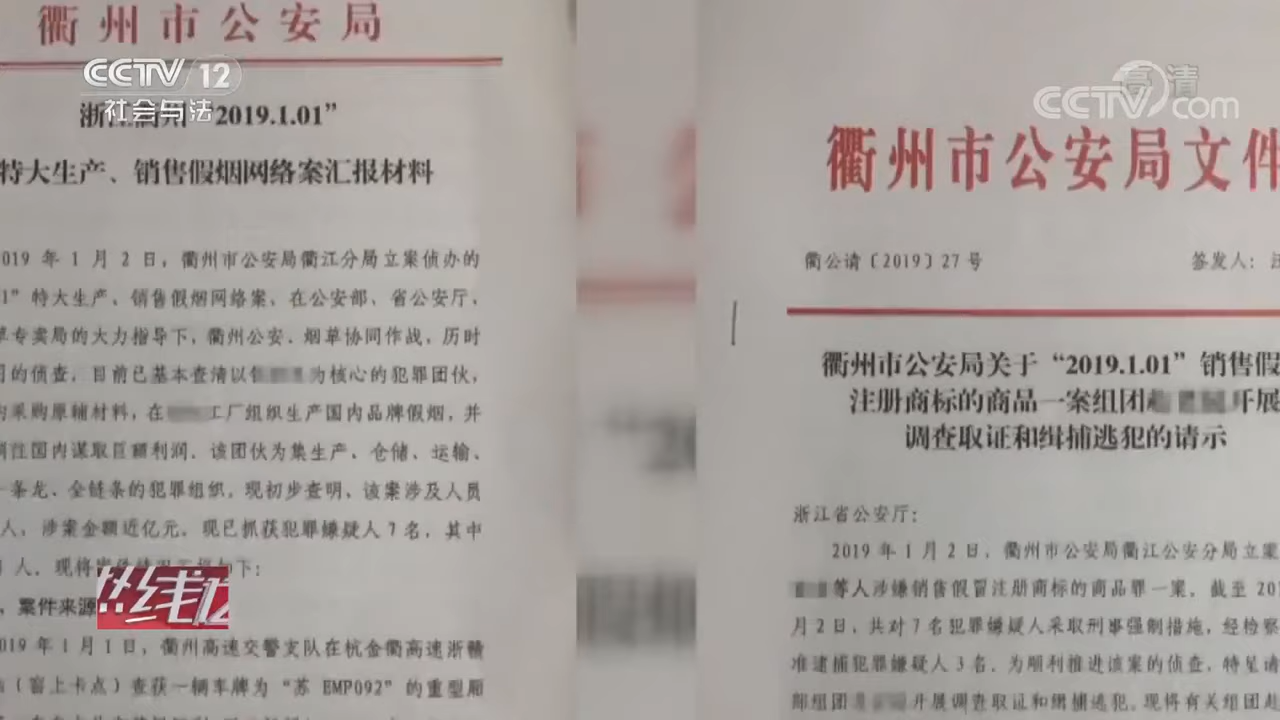 衢州市公安局
CCTV 12
社会与法
浙江衢州“2019.1.01”
特大生产、销售假烟网络案汇报材料
019 年 1 月 2 日，衢州市公安局衢江分局立案侦办的
1”特大生产、销售假烟网络案，在公安部、省公安厅、
专卖局的大力指导下，衢州公安、烟草协同作战，历时
的侦查，目前已基本查清以 为核心的犯罪团伙，
采购原辅材料，在 工厂组织生产国内品牌假烟，并
销往国内谋取巨额利润。该团伙为集生产、仓储、运输、
一条龙、全链条的犯罪组织。现初步查明，该案涉及人员
人，涉案金额近亿元。现已抓获犯罪嫌疑人 7 名，其中
人。现将 下：
、案件来源
热线12
019 年 1 月 1 日，衢州高速交警支队在杭金衢高速浙赣
（窑上卡点）查获一辆车牌为“苏 EMP092”的重型厢
高清
CCTV.com
衢州市公安局文件
衢公请〔2019〕27 号
签发人：
衢州市公安局关于“2019.1.01”销售假
注册商标的商品一案组团 开展
调查取证和缉捕逃犯的请示
浙江省公安厅：
2019 年 1 月 2 日，衢州市公安局衢江公安分局立案
等人涉嫌销售假冒注册商标的商品罪一案。截至 20
月 2 日，共对 7 名犯罪嫌疑人采取刑事强制措施，经检察
准逮捕犯罪嫌疑人 3 名。为顺利推进该案的侦查，特呈请
部组团 开展调查取证和缉捕逃犯。现将有关组团赴